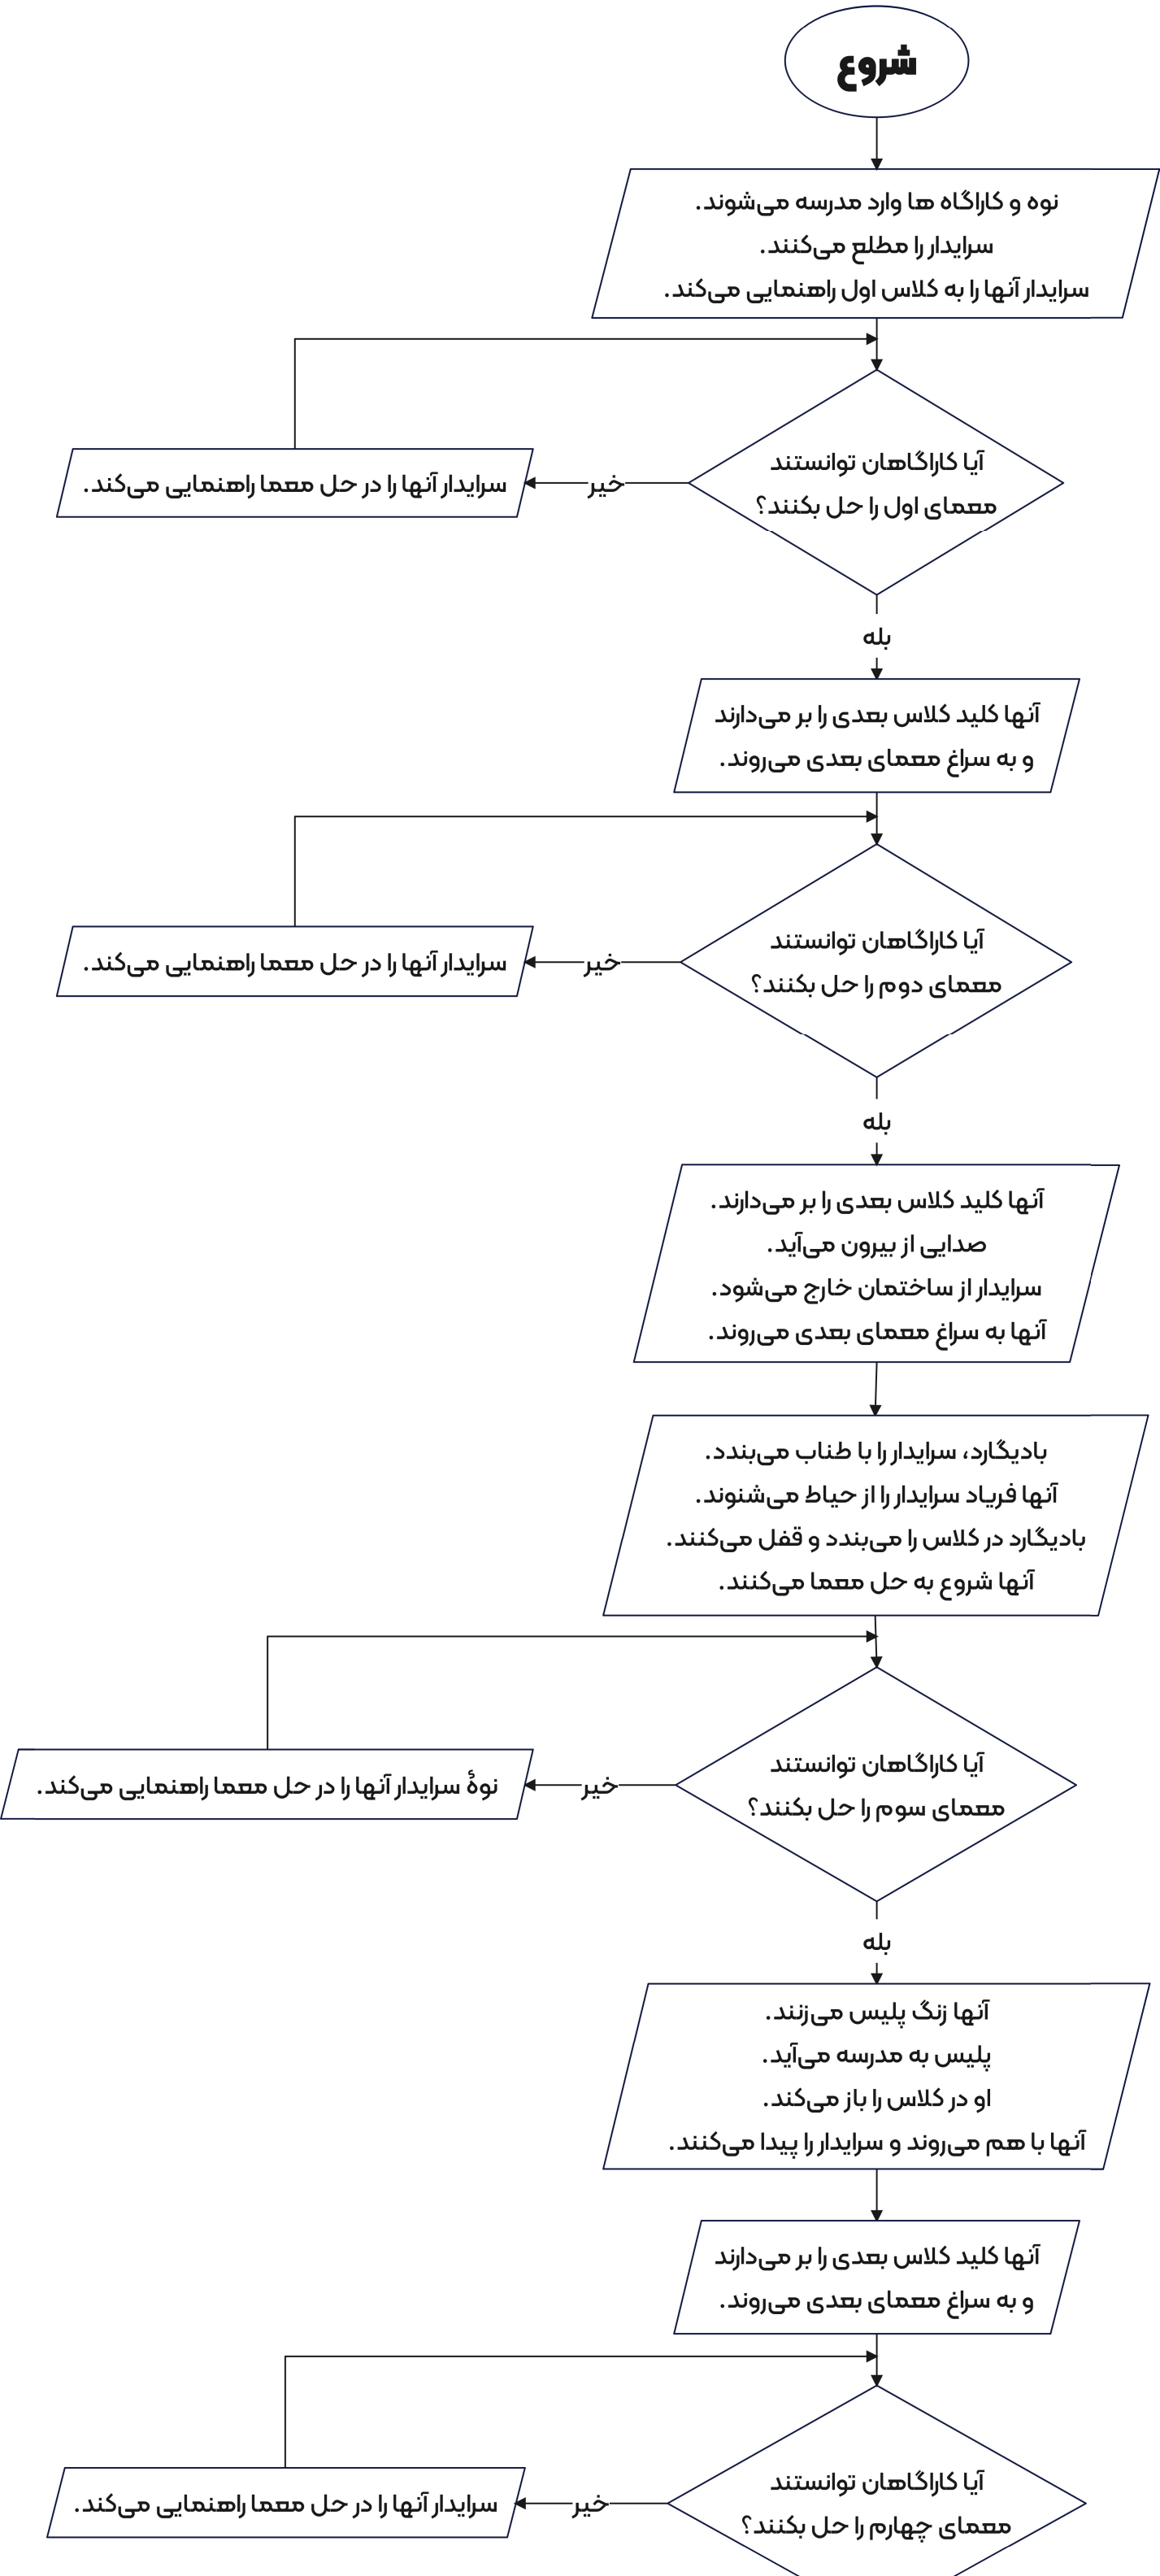 شروع
نوه و کاراگاه ها وارد مدرسه می‌شوند.
سرایدار را مطلع می‌کنند.
سرایدار آنها را به کلاس اول راهنمایی می‌کند.
آیا کاراگاهان توانستند
معمای اول را حل بکنند؟
خیر
سرایدار آنها را در حل معما راهنمایی می‌کند.
بله
آنها کلید کلاس بعدی را بر می‌دارند
و به سراغ معمای بعدی می‌روند.
آیا کاراگاهان توانستند
معمای دوم را حل بکنند؟
خیر
سرایدار آنها را در حل معما راهنمایی می‌کند.
بله
آنها کلید کلاس بعدی را بر می‌دارند.
صدایی از بیرون می‌آید.
سرایدار از ساختمان خارج می‌شود.
آنها به سراغ معمای بعدی می‌روند.
بادیگارد، سرایدار را با طناب می‌بندد.
آنها فریاد سرایدار را از حیاط می‌شنوند.
بادیگارد در کلاس را می‌بندد و قفل می‌کنند.
آنها شروع به حل معما می‌کنند.
آیا کاراگاهان توانستند
معمای سوم را حل بکنند؟
خیر
نوهٔ سرایدار آنها را در حل معما راهنمایی می‌کند.
بله
آنها زنگ پلیس می‌زنند.
پلیس به مدرسه می‌آید.
او در کلاس را باز می‌کند.
آنها با هم می‌روند و سرایدار را پیدا می‌کنند.
آنها کلید کلاس بعدی را بر می‌دارند
و به سراغ معمای بعدی می‌روند.
آیا کاراگاهان توانستند
معمای چهارم را حل بکنند؟
خیر
سرایدار آنها را در حل معما راهنمایی می‌کند.